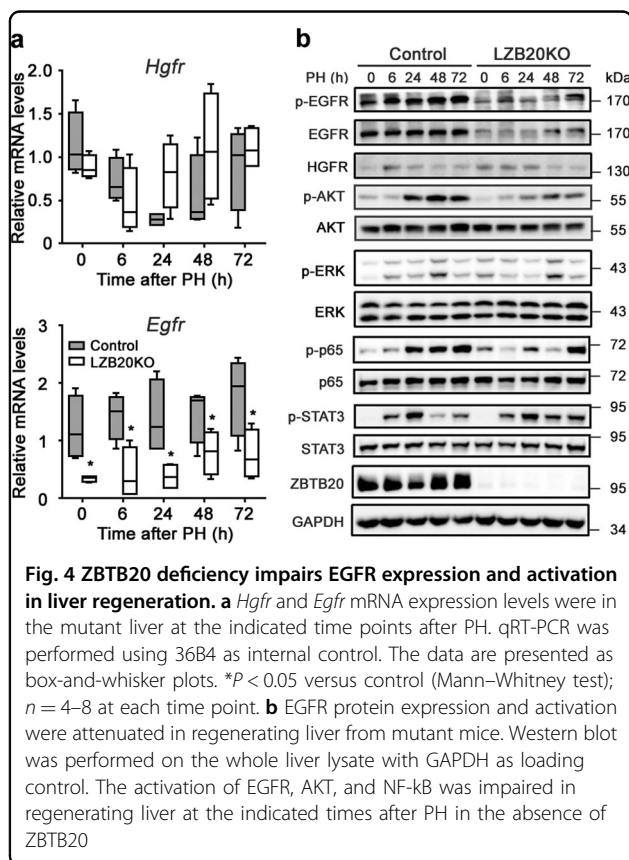 a
Hgfr
Relative mRNA levels
2.0
1.5
1.0
0.5
0.0
0 6 24 48 72
Time after PH (h)
Egfr
Relative mRNA levels
3
2
1
0
Control
LZB20KO
* * * * *
0 6 24 48 72
Time after PH (h)
b
Control LZB20KO
PH (h) 0 6 24 48 72 0 6 24 48 72 kDa
p-EGFR 170
EGFR 170
HGFR 130
p-AKT 55
AKT 55
p-ERK 43
ERK 43
p-p65 72
p65 72
p-STAT3 95
STAT3 95
ZBTB20 95
GAPDH 34
Fig. 4 ZBTB20 deficiency impairs EGFR expression and activation
in liver regeneration. a Hgfr and Egfr mRNA expression levels were in
the mutant liver at the indicated time points after PH. qRT-PCR was
performed using 36B4 as internal control. The data are presented as
box-and-whisker plots. *P < 0.05 versus control (Mann–Whitney test);
n = 4–8 at each time point. b EGFR protein expression and activation
were attenuated in regenerating liver from mutant mice. Western blot
was performed on the whole liver lysate with GAPDH as loading
control. The activation of EGFR, AKT, and NF-kB was impaired in
regenerating liver at the indicated times after PH in the absence of
ZBTB20